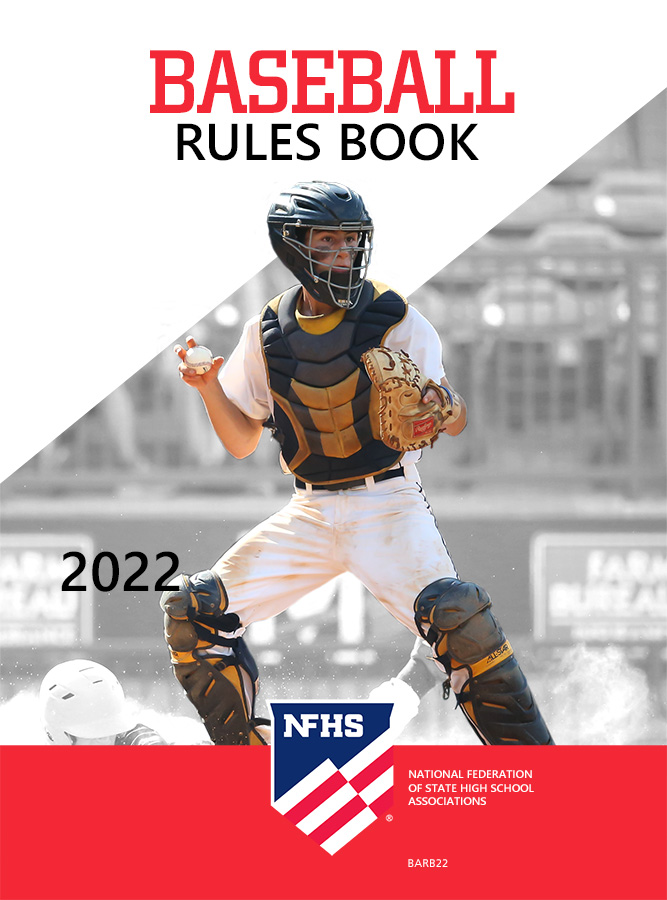 BASEBALL
RULES BOOK
2022
NFHS
NATIONAL FEDERATION
OF STATE HIGH SCHOOL
ASSOCIATIONS
®
BARB22